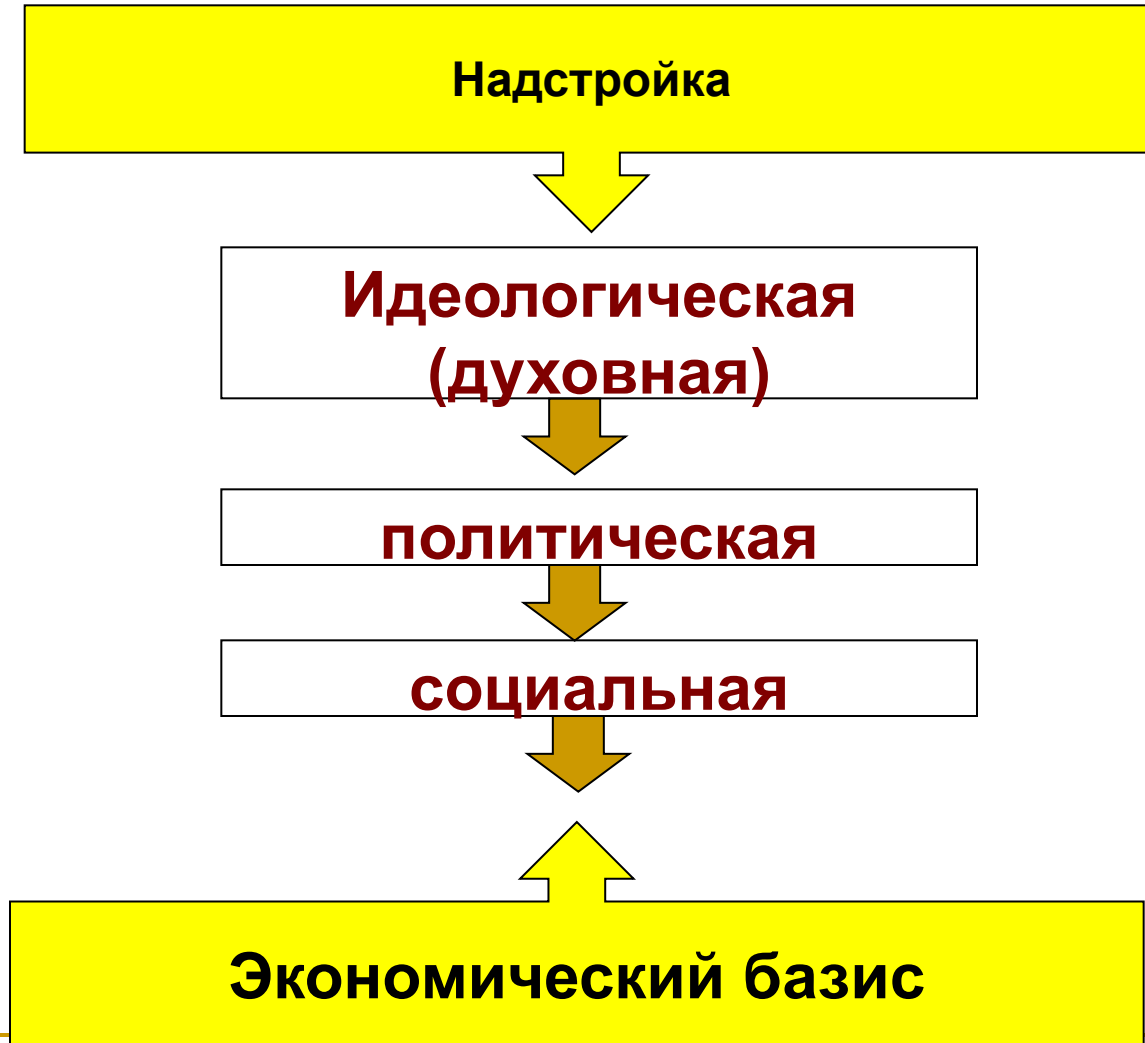 Надстройка
Идеологическая
(духовная)
политическая
социальная
Экономический базис